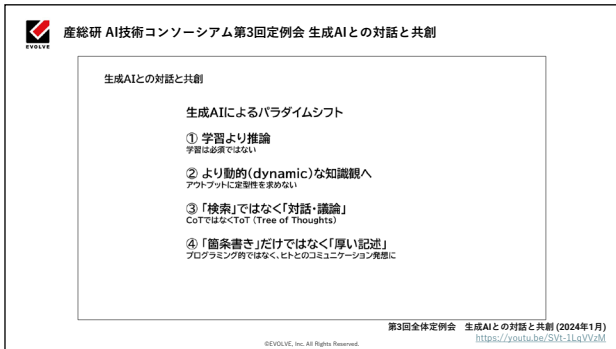 EVOLVE
産総研 AI技術コンソーシアム第3回定例会 生成AIとの対話と共創
生成AIとの対話と共創
生成AIによるパラダイムシフト
① 学習より推論
学習は必須ではない
② より動的(dynamic)な知識観へ
アウトプットに定型性を求めない
③ 「検索」ではなく「対話・議論」
CoTではなくToT (Tree of Thoughts)
④ 「箇条書き」だけではなく「厚い記述」
プログラミング的ではなく、ヒトとのコミュニケーション発想に
第3回全体定例会 生成AIとの対話と共創 (2024年1月)
https://youtu.be/SVt-1LqVVzM
©EVOLVE, Inc. All Rights Reserved.